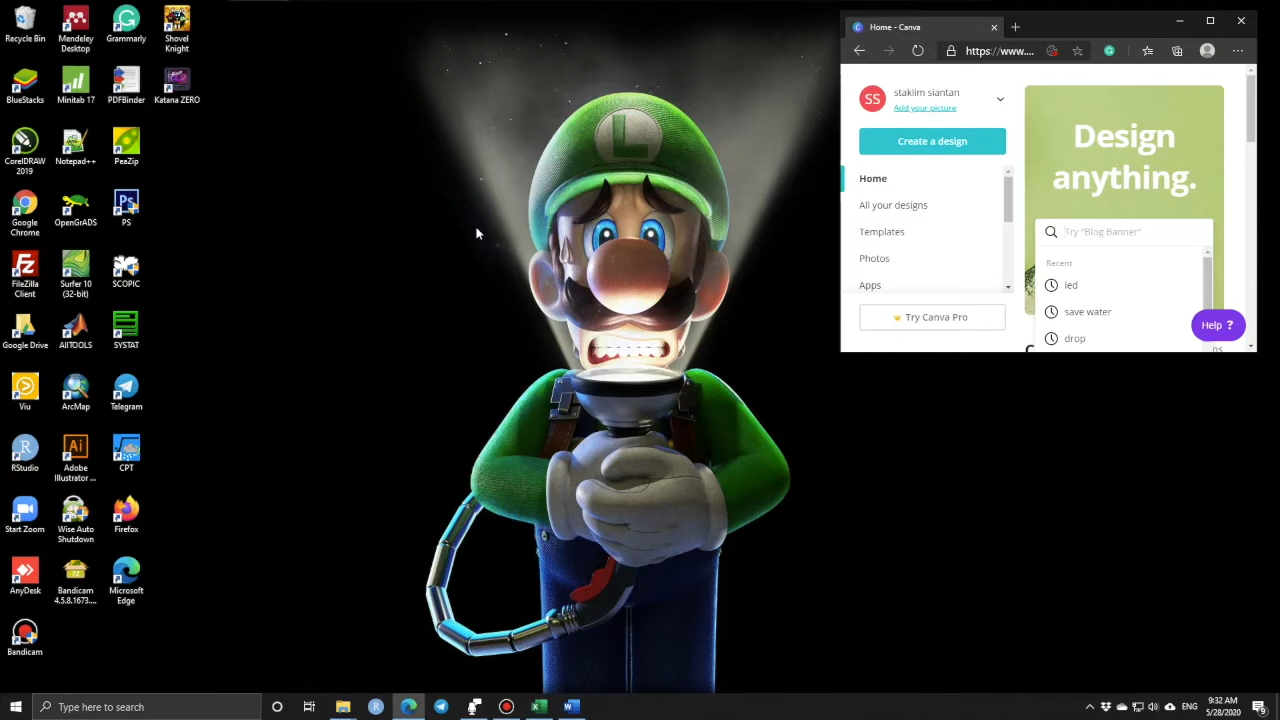 Recycle Bin
Mendeley
Desktop
Grammarly
Shovel
Knight
BlueStacks
Minitab 17
PDFBinder
Katana ZERO
CorelDRAW
2019
Notepad++
PeaZip
Google
Chrome
OpenGrADS
PS
FileZilla
Client
Surfer 10
(32-bit)
SCOPIC
Google Drive
AllTOOLS
SYSTAT
Viu
ArcMap
Telegram
RStudio
Adobe
Illustrator ...
CPT
Start Zoom
Wise Auto
Shutdown
Firefox
AnyDesk
Bandicam
4.5.8.1673....
Microsoft
Edge
Bandicam
L
Home - Canva
https://www....
SS
staklim siantan
Add your picture
Create a design
Home
All your designs
Templates
Photos
Apps
Try Canva Pro
Design
anything.
Try "Blog Banner"
Recent
ied
save water
drop
Help ?
ns
Type here to search
ENG
9:32 AM
5/28/2020